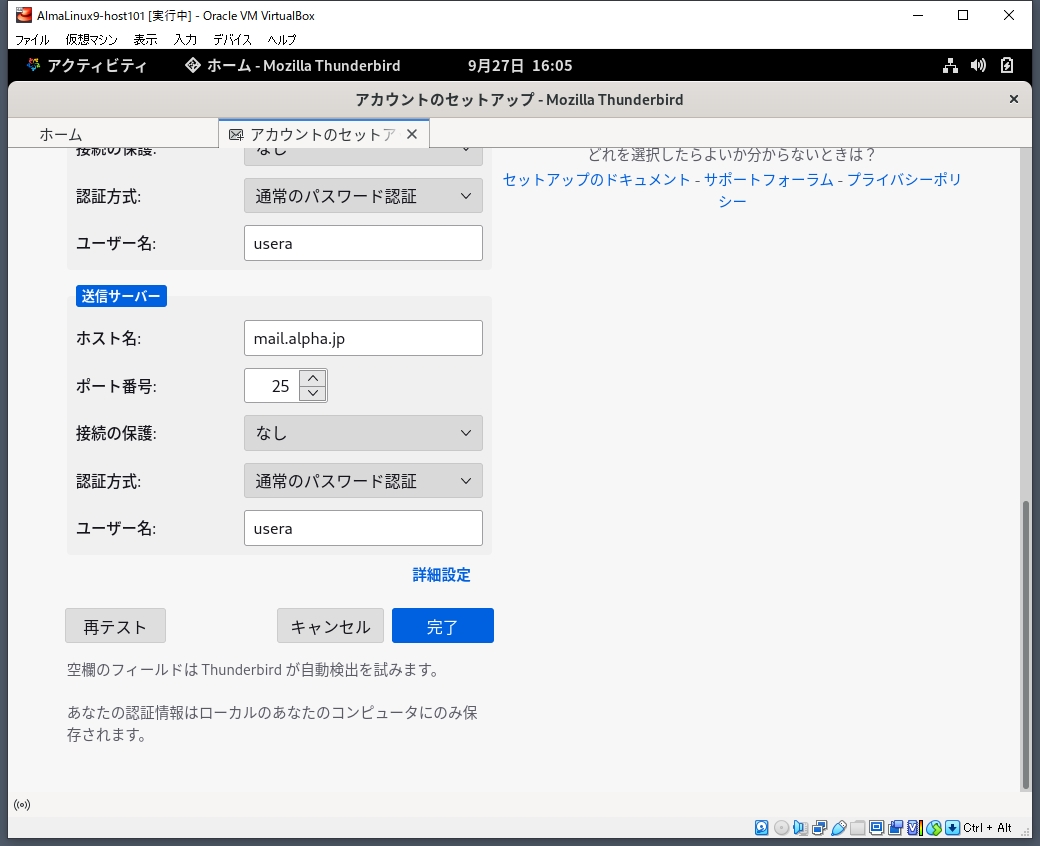 AlmaLinux9-host101 [実行中] - Oracle VM VirtualBox
ファイル 仮想マシン 表示 入力 デバイス ヘルプ
アクティビティ ホーム - Mozilla Thunderbird 9月27日 16:05
アカウントのセットアップ - Mozilla Thunderbird
ホーム アカウントのセットア
接続の保護: なし
どれを選択したらよいか分からないときは？
認証方式: 通常のパスワード認証
セットアップのドキュメント - サポートフォーラム - プライバシーポリ
シー
ユーザー名: usera
送信サーバー
ホスト名: mail.alpha.jp
ポート番号: 25
接続の保護: なし
認証方式: 通常のパスワード認証
ユーザー名: usera
詳細設定
再テスト キャンセル 完了
空欄のフィールドは Thunderbird が自動検出を試みます。
あなたの認証情報はローカルのあなたのコンピュータにのみ保
存されます。
Ctrl + Alt